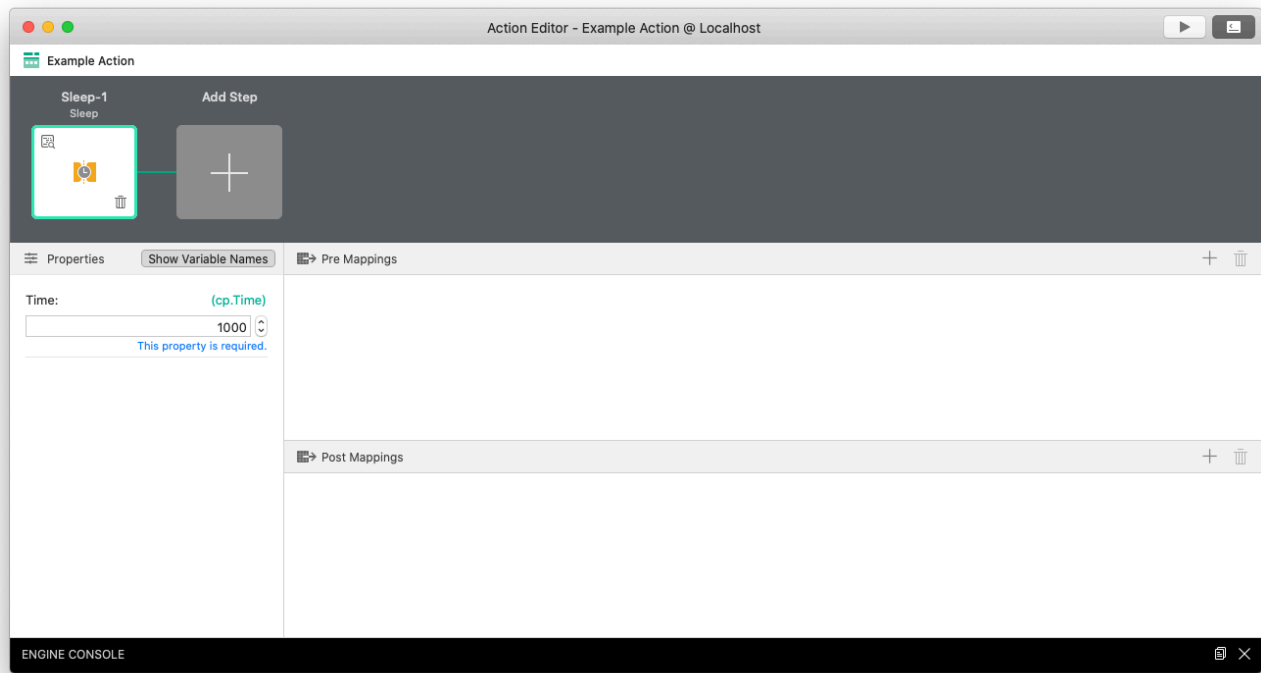 Action Editor - Example Action @ Localhost
Example Action
Sleep-1
Sleep
Add Step
Properties
Show Variable Names
Pre Mappings
Time:
(cp.Time)
1000
This property is required.
Post Mappings
ENGINE CONSOLE